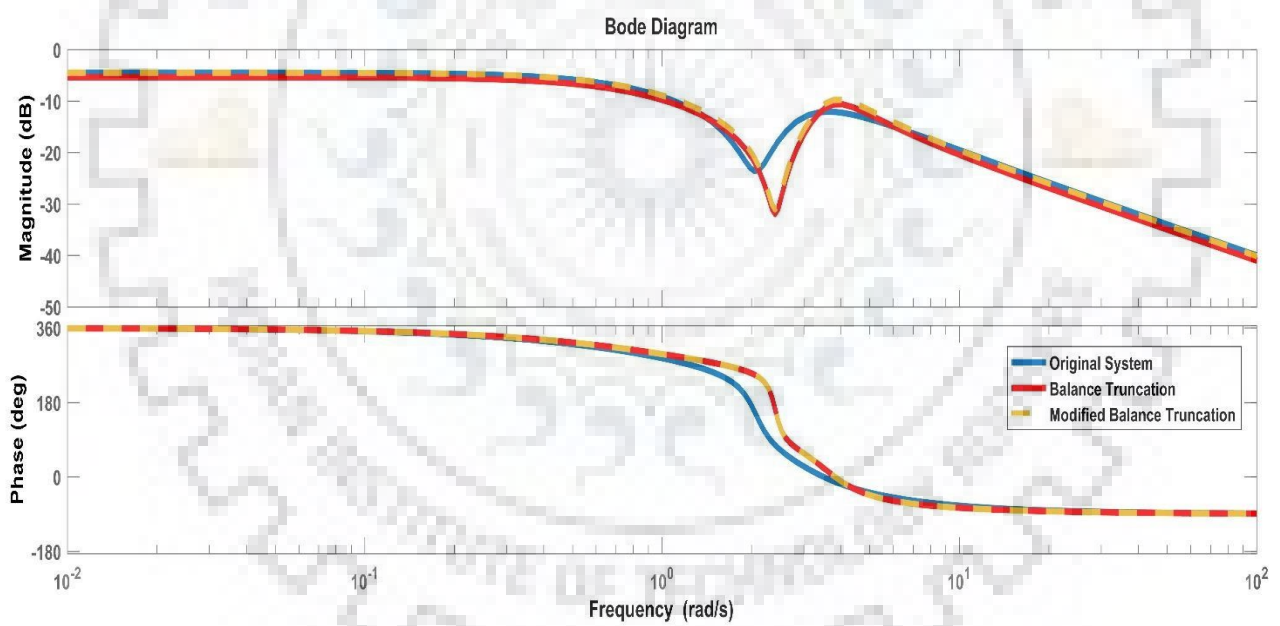 Bode Diagram
0
-10
-20
-30
-40
-50
Magnitude (dB)
360
180
0
-180
Phase (deg)
Original System
Balance Truncation
Modified Balance Truncation
10^-2
10^-1
10^0
10^1
10^2
Frequency (rad/s)